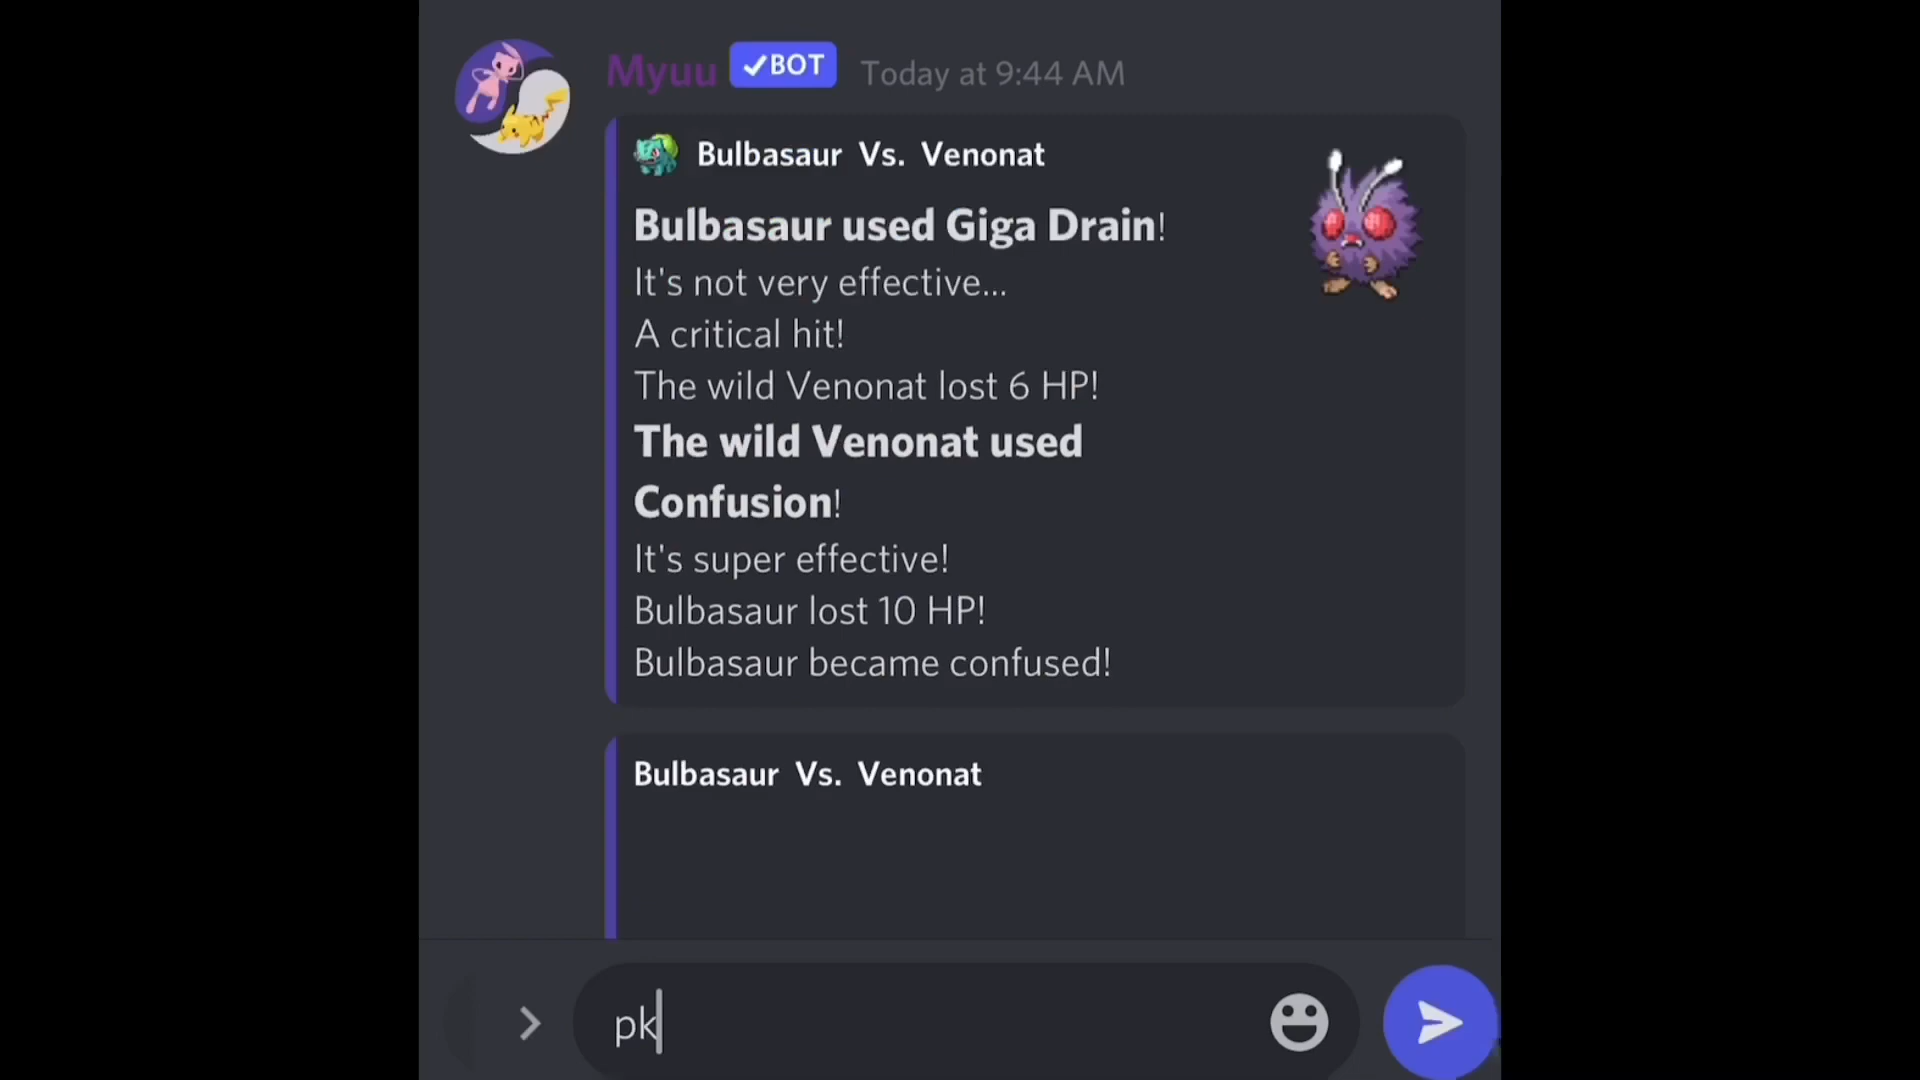 Myuu ✓BOT Today at 9:44 AM
Bulbasaur Vs. Venonat
Bulbasaur used Giga Drain!
It's not very effective...
A critical hit!
The wild Venonat lost 6 HP!
The wild Venonat used
Confusion!
It's super effective!
Bulbasaur lost 10 HP!
Bulbasaur became confused!
Bulbasaur Vs. Venonat
pk